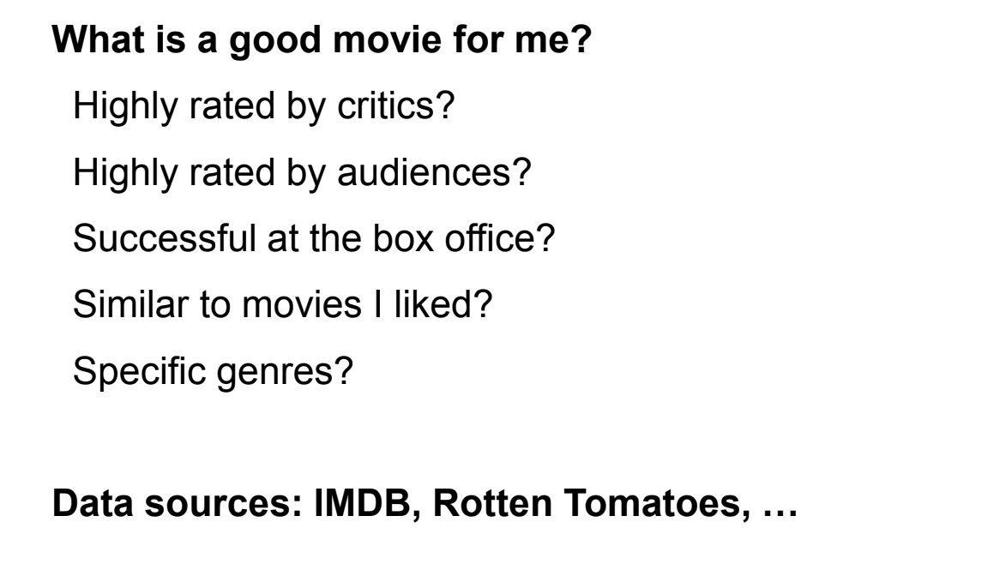 What is a good movie for me?
Highly rated by critics?
Highly rated by audiences?
Successful at the box office?
Similar to movies I liked?
Specific genres?
Data sources: IMDB, Rotten Tomatoes, …